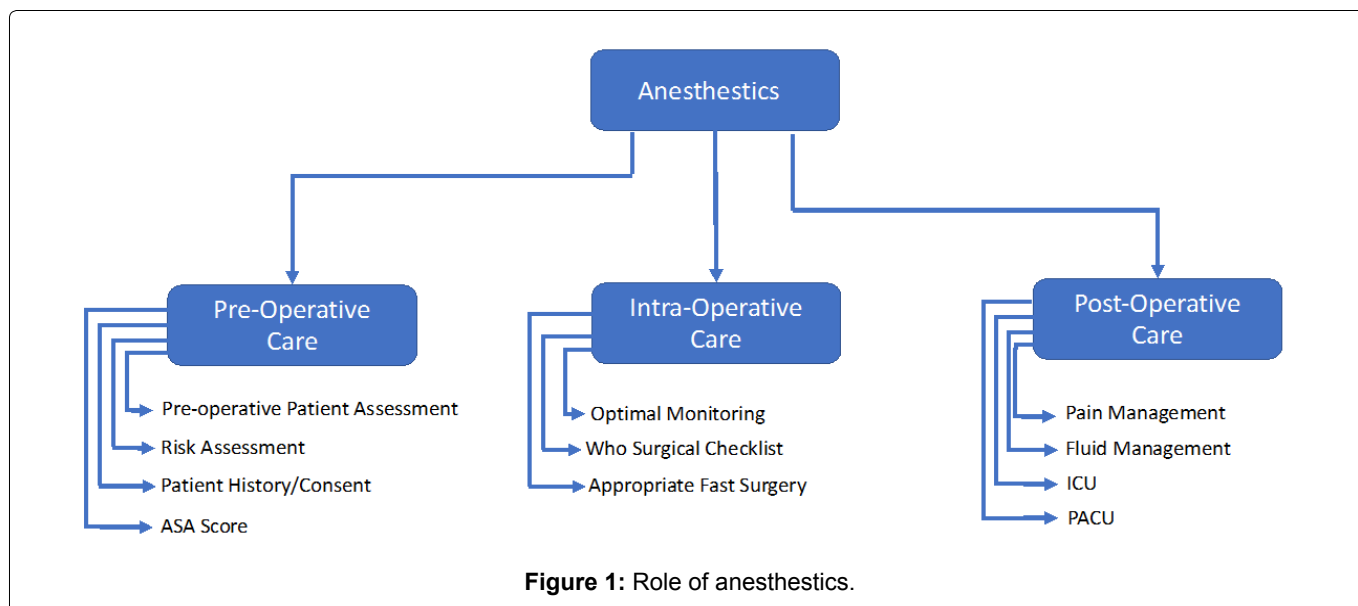 Anesthestics
Pre-Operative
Care
Pre-operative Patient Assessment
Risk Assessment
Patient History/Consent
ASA Score
Intra-Operative
Care
Optimal Monitoring
Who Surgical Checklist
Appropriate Fast Surgery
Post-Operative
Care
Pain Management
Fluid Management
ICU
PACU
Figure 1: Role of anesthestics.